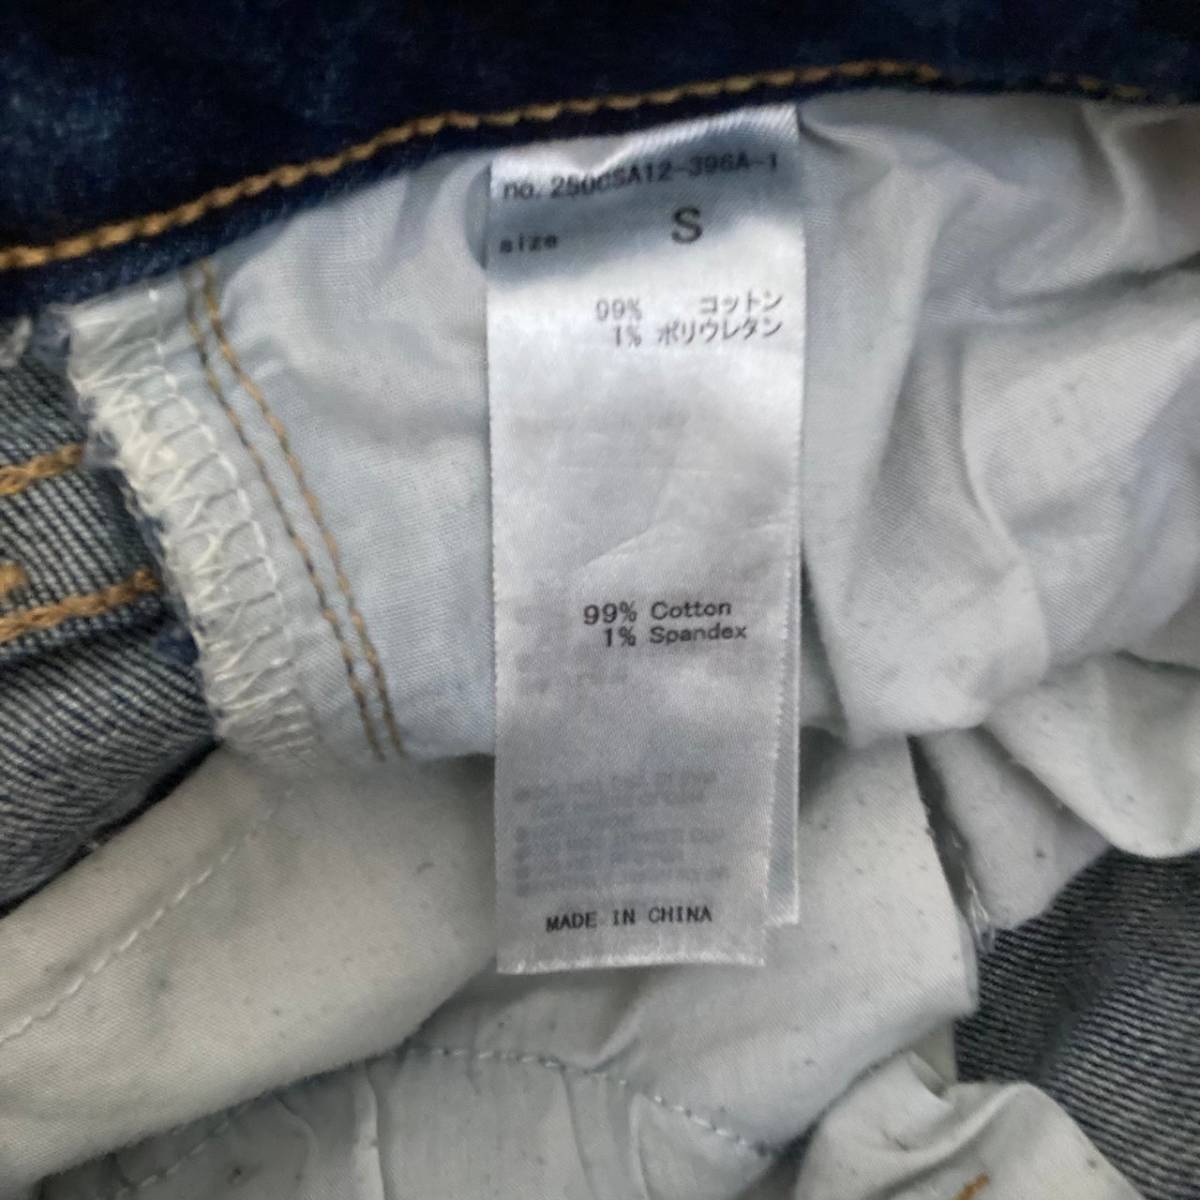 no. 250CSA12-396A-1
size S
99% コットン
1% ポリウレタン
99% Cotton
1% Spandex
MADE IN CHINA